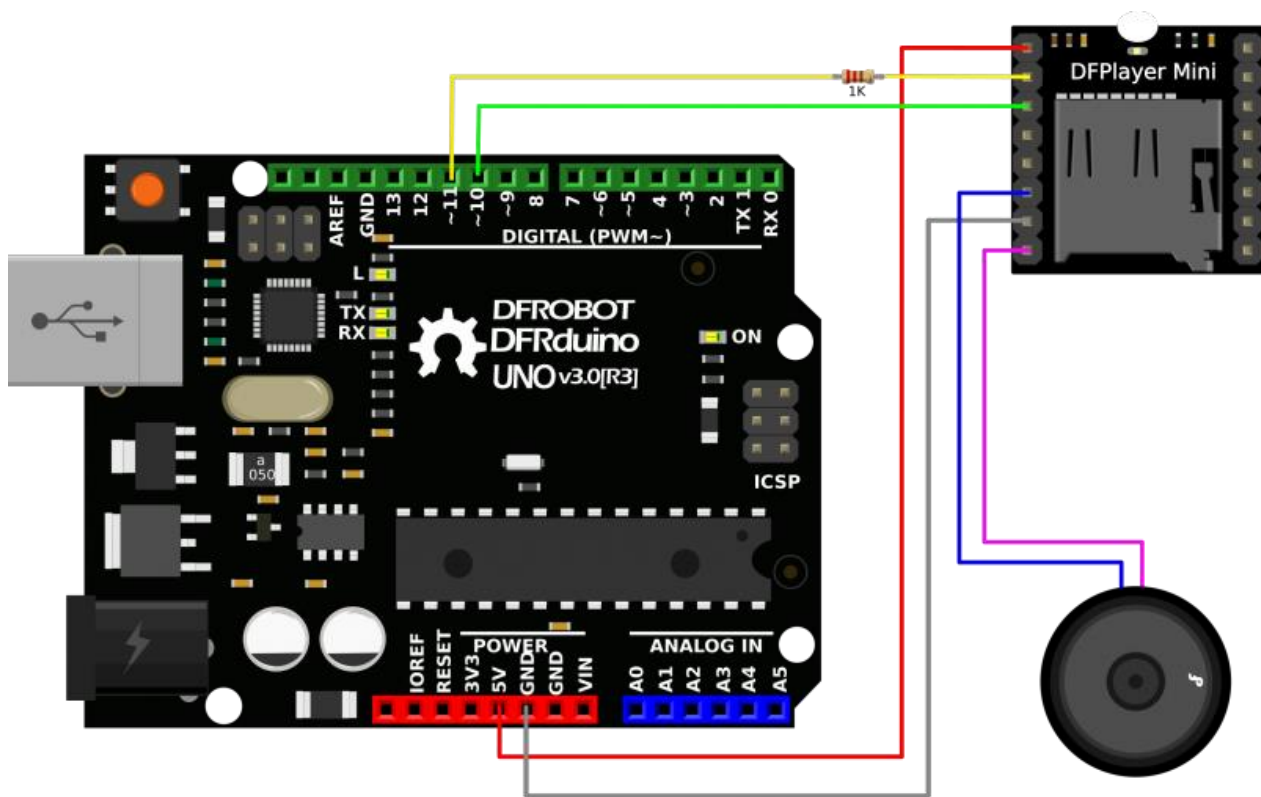 DFPlayer Mini
1K
AREF
GND
13
12
~11
~10
~9
8
7
~6
~5
4
~3
2
TX 1
RX 0
DIGITAL (PWM~)
L
TX
RX
DFROBOT
DFRduino
UNO v3.0[R3]
ON
a
050
ICSP
POWER
ANALOG IN
IOREF
RESET
3V3
5V
GND
GND
VIN
A0
A1
A2
A3
A4
A5